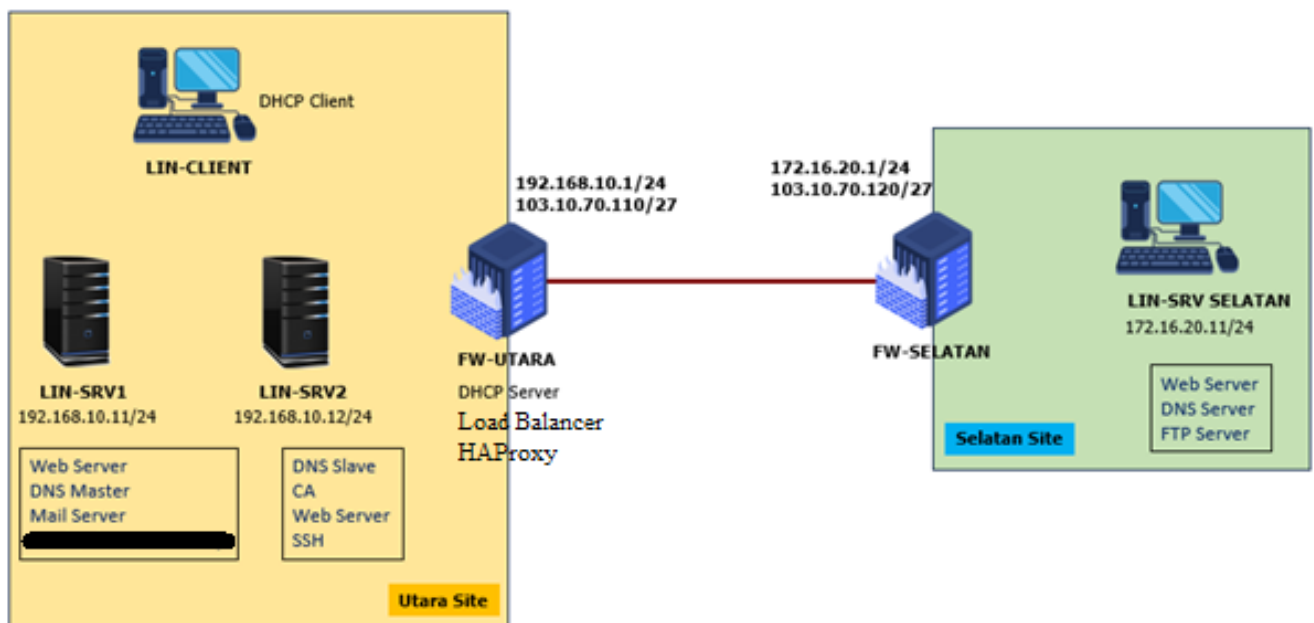 DHCP Client
LIN-CLIENT
192.168.10.1/24
103.10.70.110/27
172.16.20.1/24
103.10.70.120/27
LIN-SRV1
192.168.10.11/24
LIN-SRV2
192.168.10.12/24
FW-UTARA
DHCP Server
Load Balancer
HAProxy
FW-SELATAN
LIN-SRV SELATAN
172.16.20.11/24
Web Server
DNS Master
Mail Server
DNS Slave
CA
Web Server
SSH
Web Server
DNS Server
FTP Server
Utara Site
Selatan Site